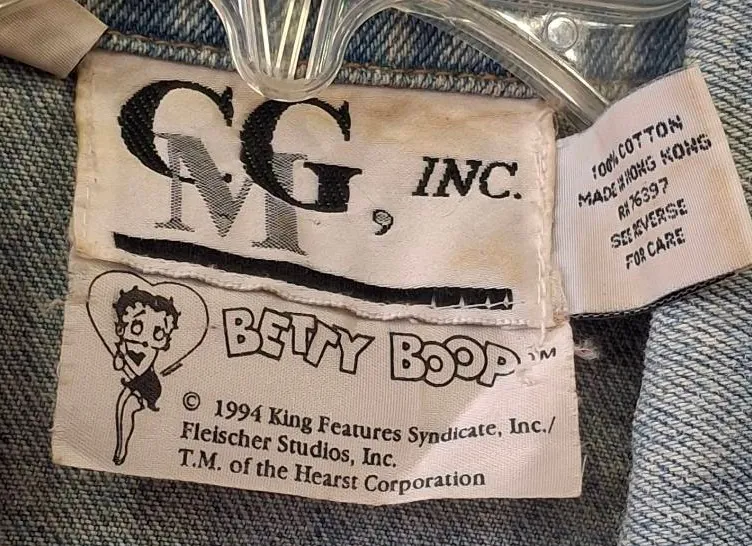 CMG, INC.
100% COTTON
MADE IN HONG KONG
RN 76397
SEE REVERSE
FOR CARE
BETTY BOOP™
© 1994 King Features Syndicate, Inc./
Fleischer Studios, Inc.
T.M. of the Hearst Corporation